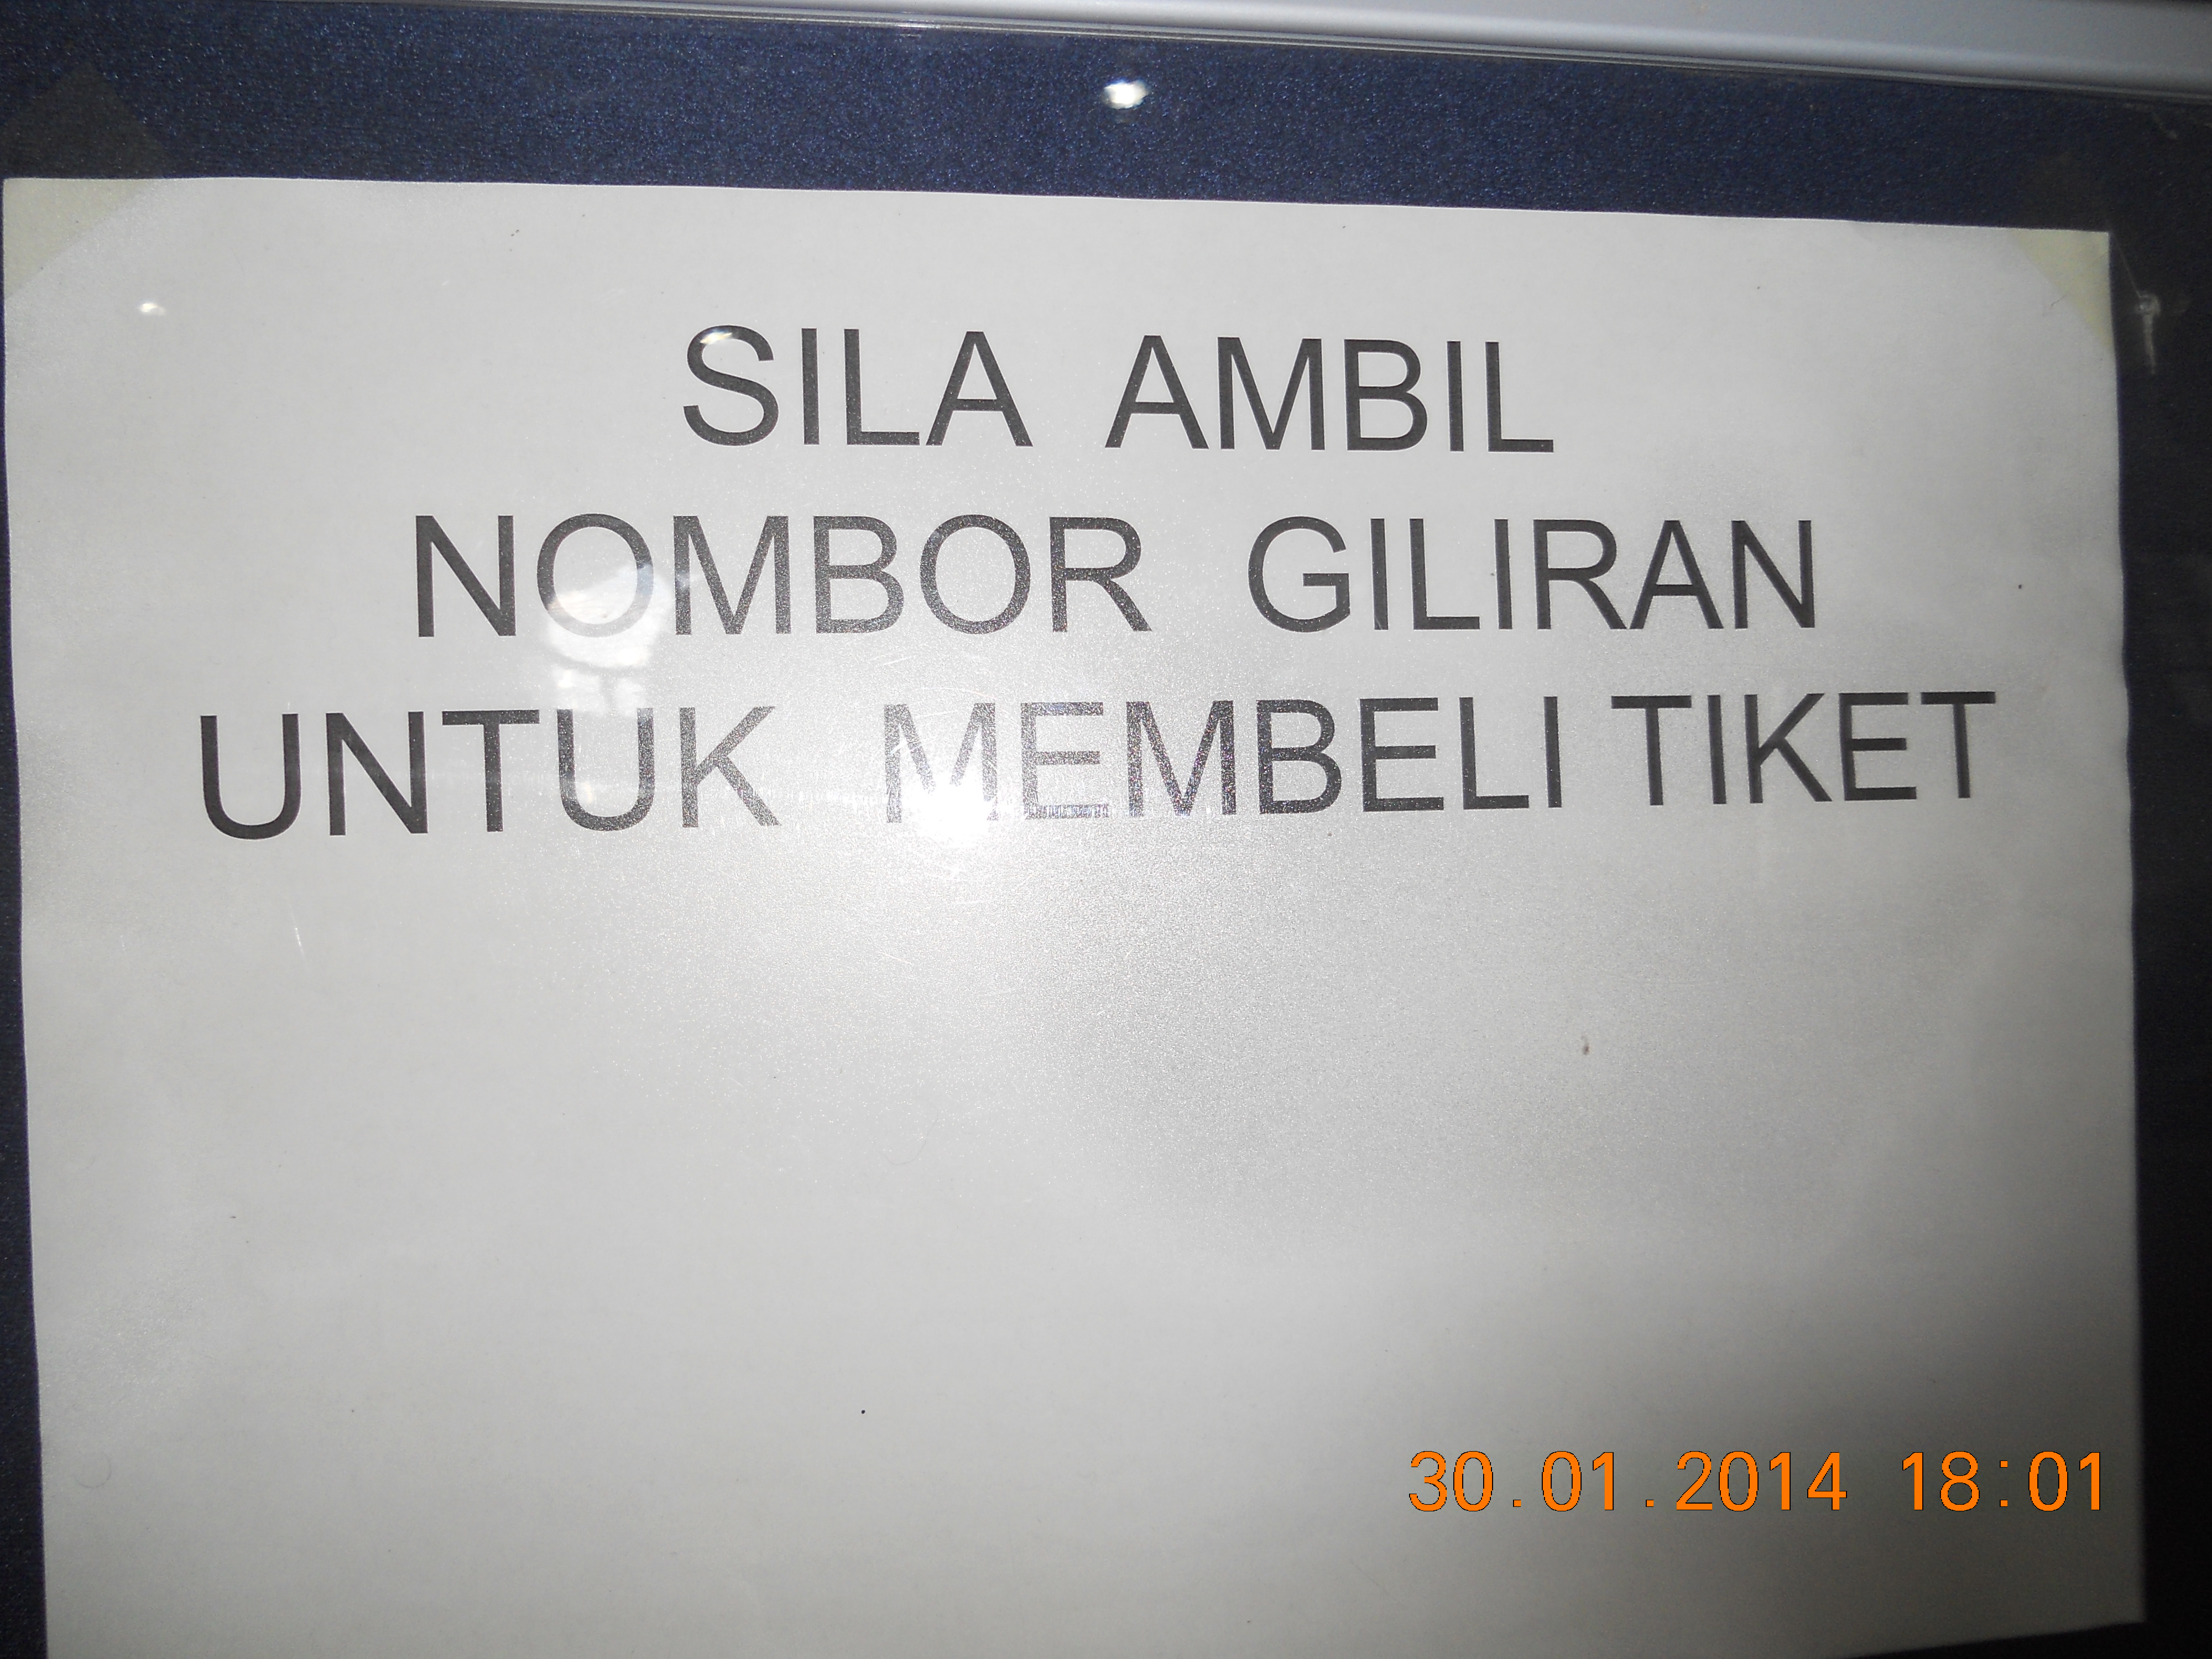 SILA AMBIL
NOMBOR GILIRAN
UNTUK MEMBELI TIKET
30.01.2014 18:01